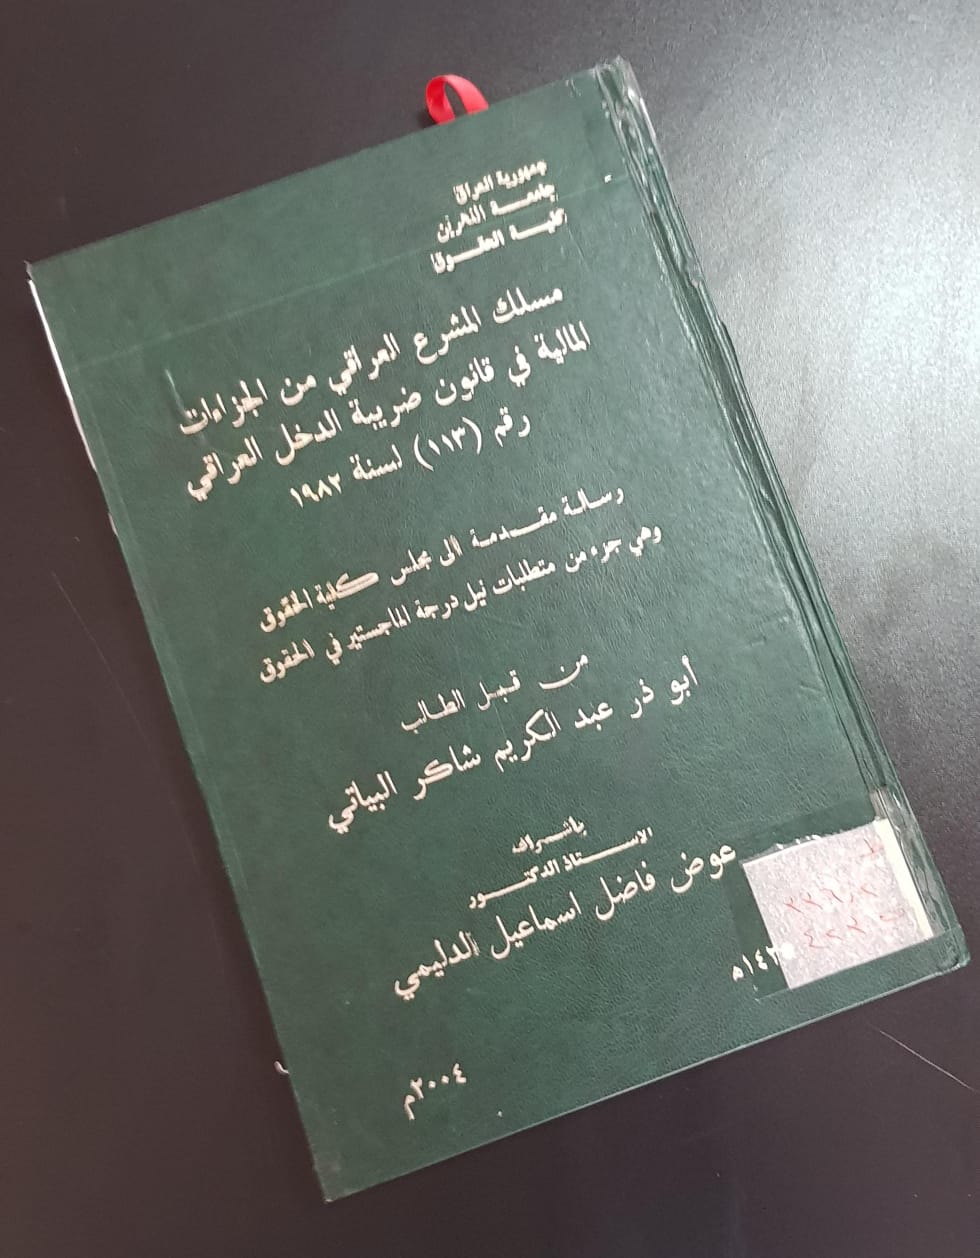 جمهورية العراق
جامعة النهرين
كلية الحقوق
مسلك المشرع العراقي من الجزاءات
المالية في قانون ضريبة الدخل العراقي
رقم (١١٣) لسنة ١٩٨٢
رسالة مقدمة الى مجلس كلية الحقوق
وهي جزء من متطلبات نيل درجة الماجستير في الحقوق
من قبل الطالب
أبو ذر عبد الكريم شاكر البياتي
باشراف
الاستاذ الدكتور
عوض فاضل اسماعيل الدليمي
٢٠٠٤م